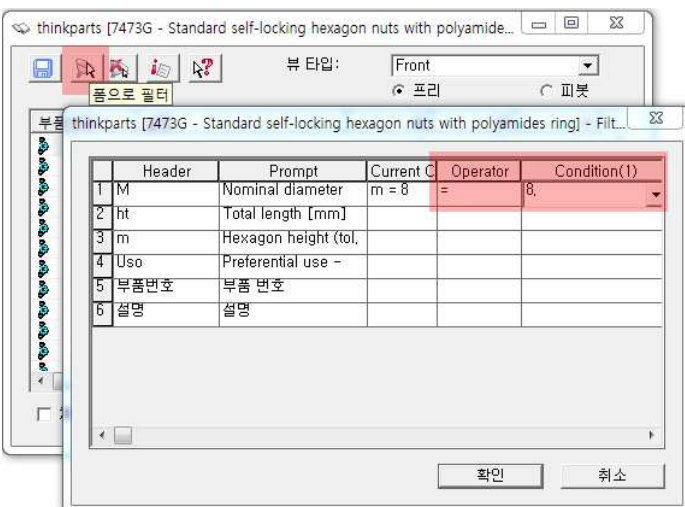 thinkparts [7473G - Standard self-locking hexagon nuts with polyamide...
뷰 타입:
Front
프리
피봇
폼으로 필터
thinkparts [7473G - Standard self-locking hexagon nuts with polyamides ring] - Filt...
Header Prompt Current C Operator Condition(1)
1 M Nominal diameter m = 8 = 8,
2 ht Total length [mm]
3 m Hexagon height (tol,
4 Uso Preferential use -
5 부품번호 부품 번호
6 설명 설명
확인 취소